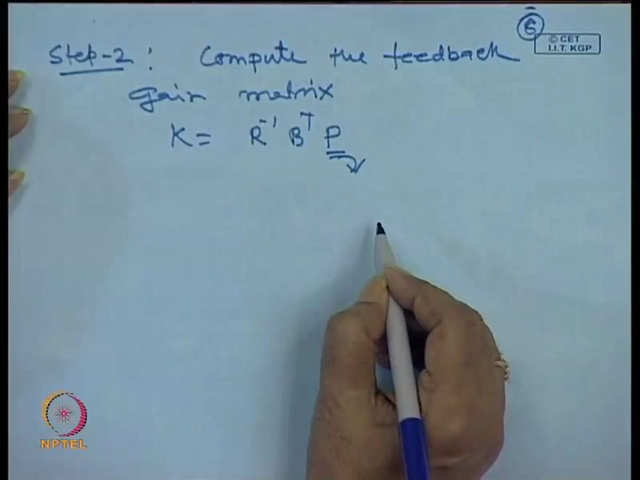 6
© CET
I.I.T. KGP
Step-2: Compute the feedback
gain matrix
K = R⁻¹ Bᵀ P
NPTEL